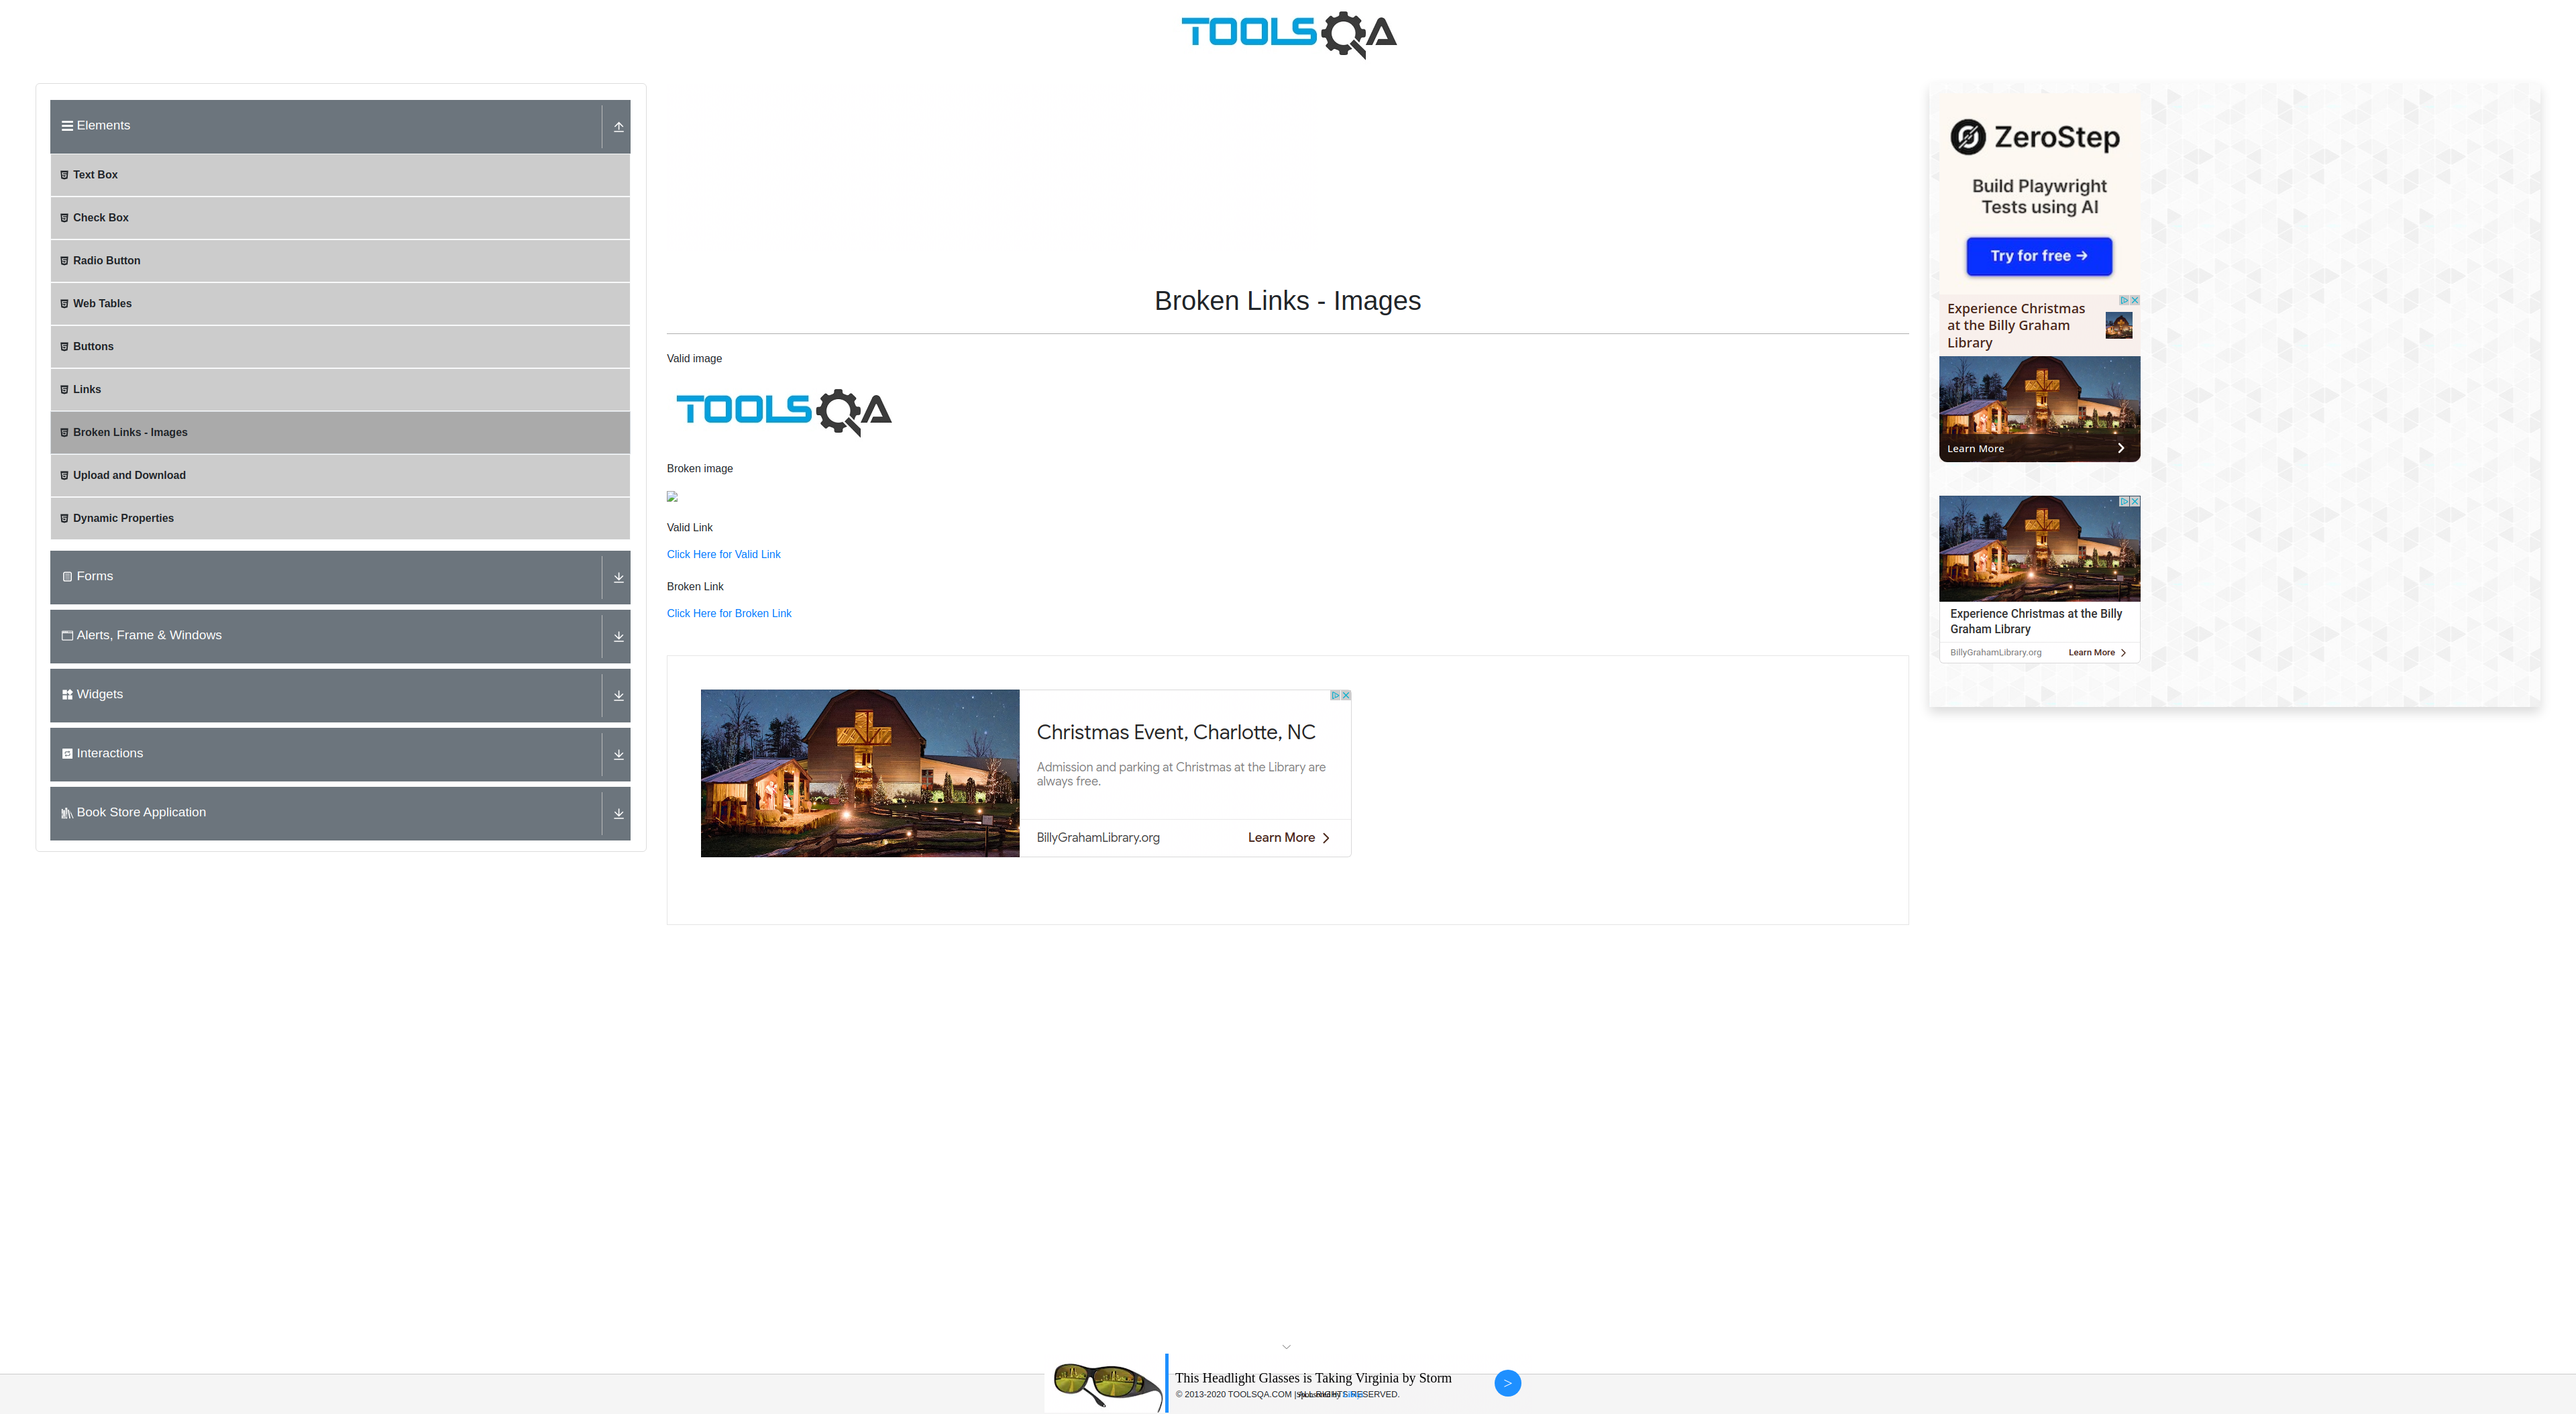 TOOLSQA
Elements
Text Box
Check Box
Radio Button
Web Tables
Buttons
Links
Broken Links - Images
Upload and Download
Dynamic Properties
Forms
Alerts, Frame & Windows
Widgets
Interactions
Book Store Application
Broken Links - Images
Valid image
TOOLSQA
Broken image
Valid Link
Click Here for Valid Link
Broken Link
Click Here for Broken Link
Christmas Event, Charlotte, NC
Admission and parking at Christmas at the Library are
always free.
BillyGrahamLibrary.org
Learn More
ZeroStep
Build Playwright
Tests using AI
Try for free →
Experience Christmas
at the Billy Graham
Library
Learn More
Experience Christmas at the Billy
Graham Library
BillyGrahamLibrary.org
Learn More
This Headlight Glasses is Taking Virginia by Storm
© 2013-2020 TOOLSQA.COM | ALL RIGHTS RESERVED.